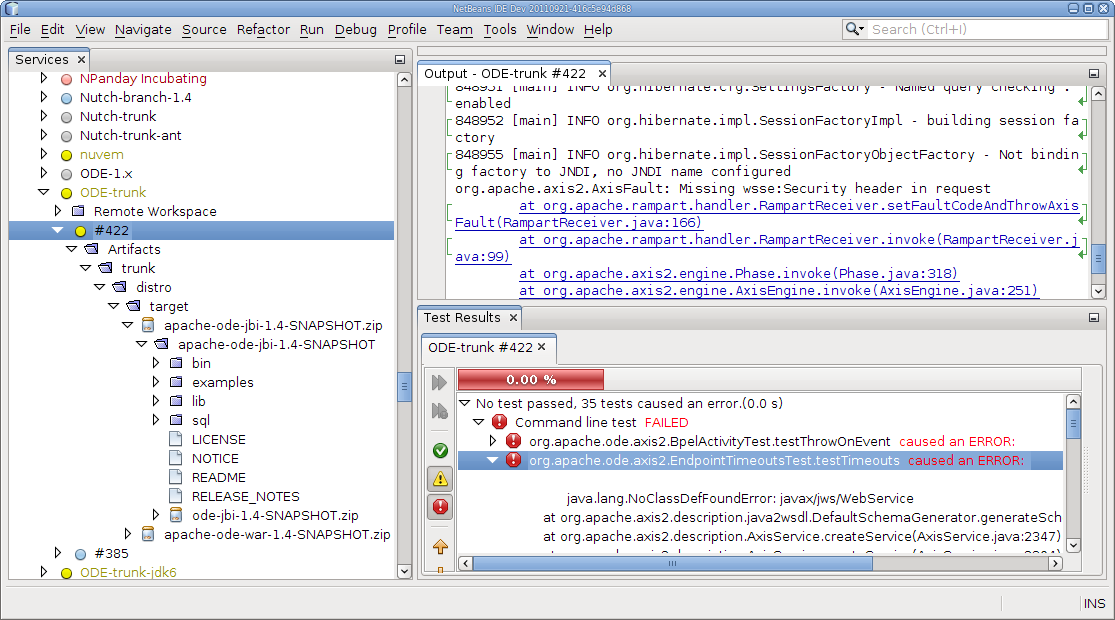 NetBeans IDE Dev 20110921-416c5e94d868
File Edit View Navigate Source Refactor Run Debug Profile Team Tools Window Help
Search (Ctrl+I)
Services
NPanday Incubating
Nutch-branch-1.4
Nutch-trunk
Nutch-trunk-ant
nuvem
ODE-1.x
ODE-trunk
Remote Workspace
#422
Artifacts
trunk
distro
target
apache-ode-jbi-1.4-SNAPSHOT.zip
apache-ode-jbi-1.4-SNAPSHOT
bin
examples
lib
sql
LICENSE
NOTICE
README
RELEASE_NOTES
ode-jbi-1.4-SNAPSHOT.zip
apache-ode-war-1.4-SNAPSHOT.zip
#385
ODE-trunk-jdk6
Output - ODE-trunk #422
848951 [main] INFO org.hibernate.cfg.SettingsFactory - Named query checking :
enabled
848952 [main] INFO org.hibernate.impl.SessionFactoryImpl - building session fa
ctory
848955 [main] INFO org.hibernate.impl.SessionFactoryObjectFactory - Not bindin
g factory to JNDI, no JNDI name configured
org.apache.axis2.AxisFault: Missing wsse:Security header in request
at org.apache.rampart.handler.RampartReceiver.setFaultCodeAndThrowAxis
Fault(RampartReceiver.java:166)
at org.apache.rampart.handler.RampartReceiver.invoke(RampartReceiver.j
ava:99)
at org.apache.axis2.engine.Phase.invoke(Phase.java:318)
at org.apache.axis2.engine.AxisEngine.invoke(AxisEngine.java:251)
Test Results
ODE-trunk #422
0.00 %
No test passed, 35 tests caused an error.(0.0 s)
Command line test FAILED
org.apache.ode.axis2.BpelActivityTest.testThrowOnEvent caused an ERROR:
org.apache.ode.axis2.EndpointTimeoutsTest.testTimeouts caused an ERROR:
java.lang.NoClassDefFoundError: javax/jws/WebService
at org.apache.axis2.description.java2wsdl.DefaultSchemaGenerator.generateSch
at org.apache.axis2.description.AxisService.createService(AxisService.java:2347)
INS